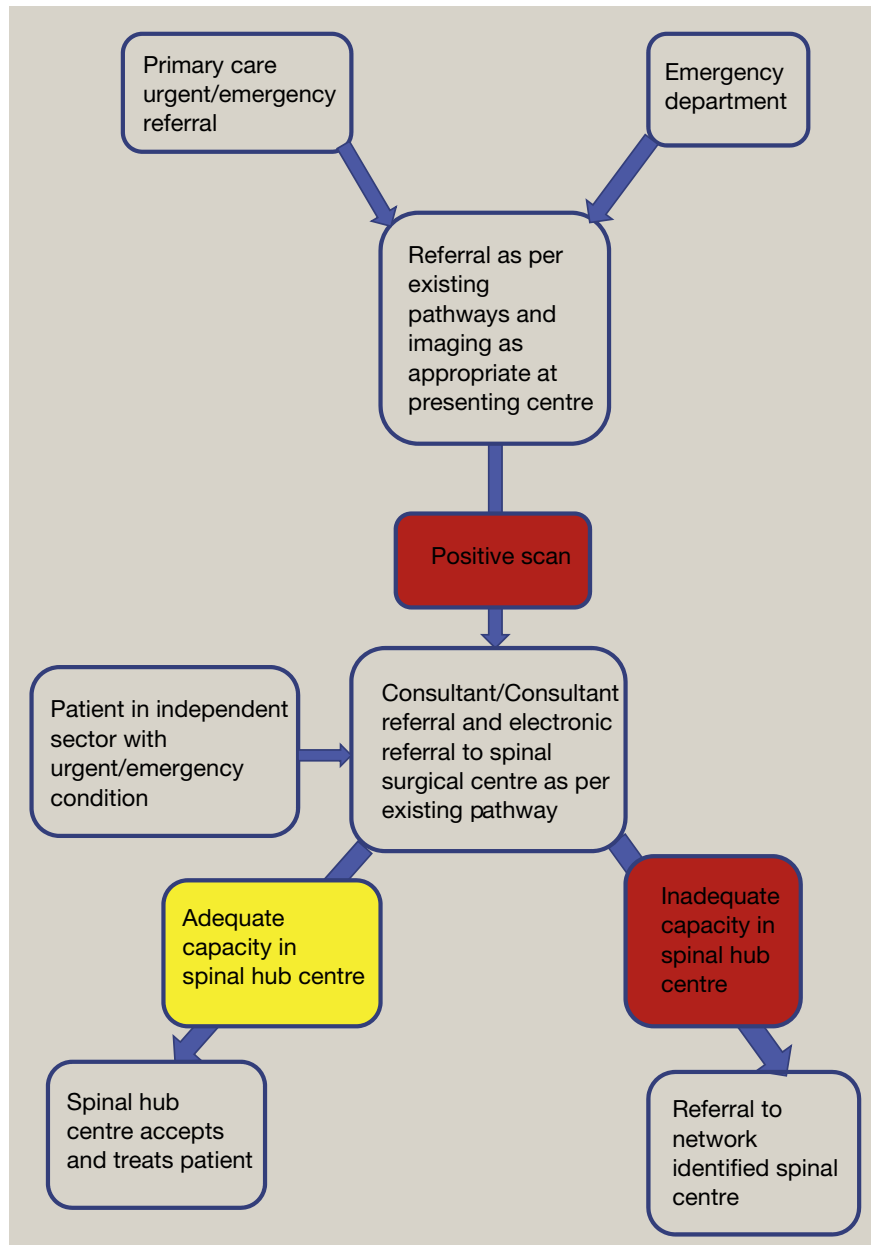 Primary care
urgent/emergency
referral
Emergency
department
Referral as per
existing
pathways and
imaging as
appropriate at
presenting centre
Positive scan
Patient in independent
sector with
urgent/emergency
condition
Consultant/Consultant
referral and electronic
referral to spinal
surgical centre as per
existing pathway
Adequate
capacity in
spinal hub centre
Inadequate
capacity in
spinal hub
centre
Spinal hub
centre accepts
and treats patient
Referral to
network
identified spinal
centre